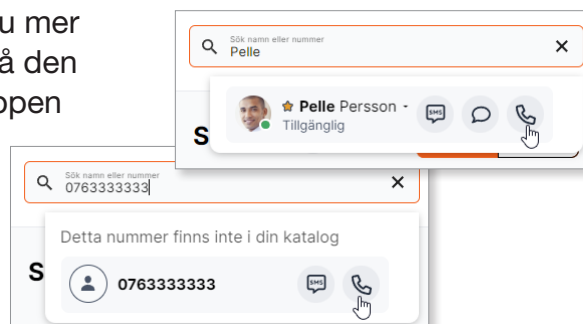 u mer
å den
ppen
Sök namn eller nummer
Pelle
Pelle Persson -
SMS
Tillgänglig
S
Sök namn eller nummer
0763333333
Detta nummer finns inte i din katalog
S
0763333333
SMS